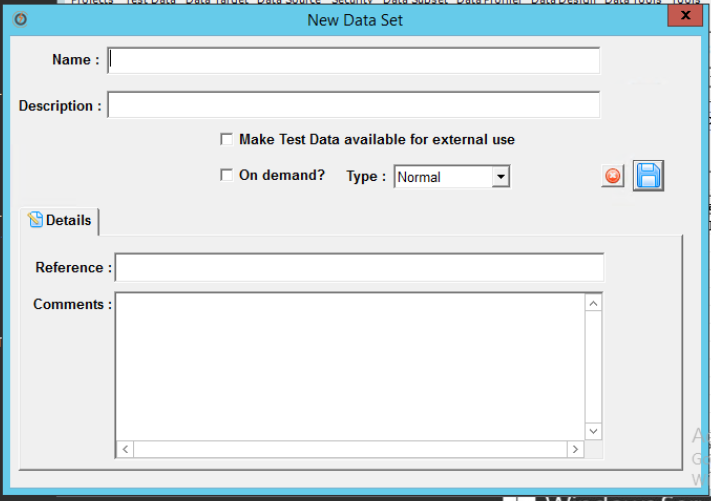 Projects Test Data Data Target Data Source Security Data Subset Data Profiler Data Design Data Tools Tools
New Data Set
x
Name :
Description :
Make Test Data available for external use
On demand? Type : Normal
Details
Reference :
Comments :